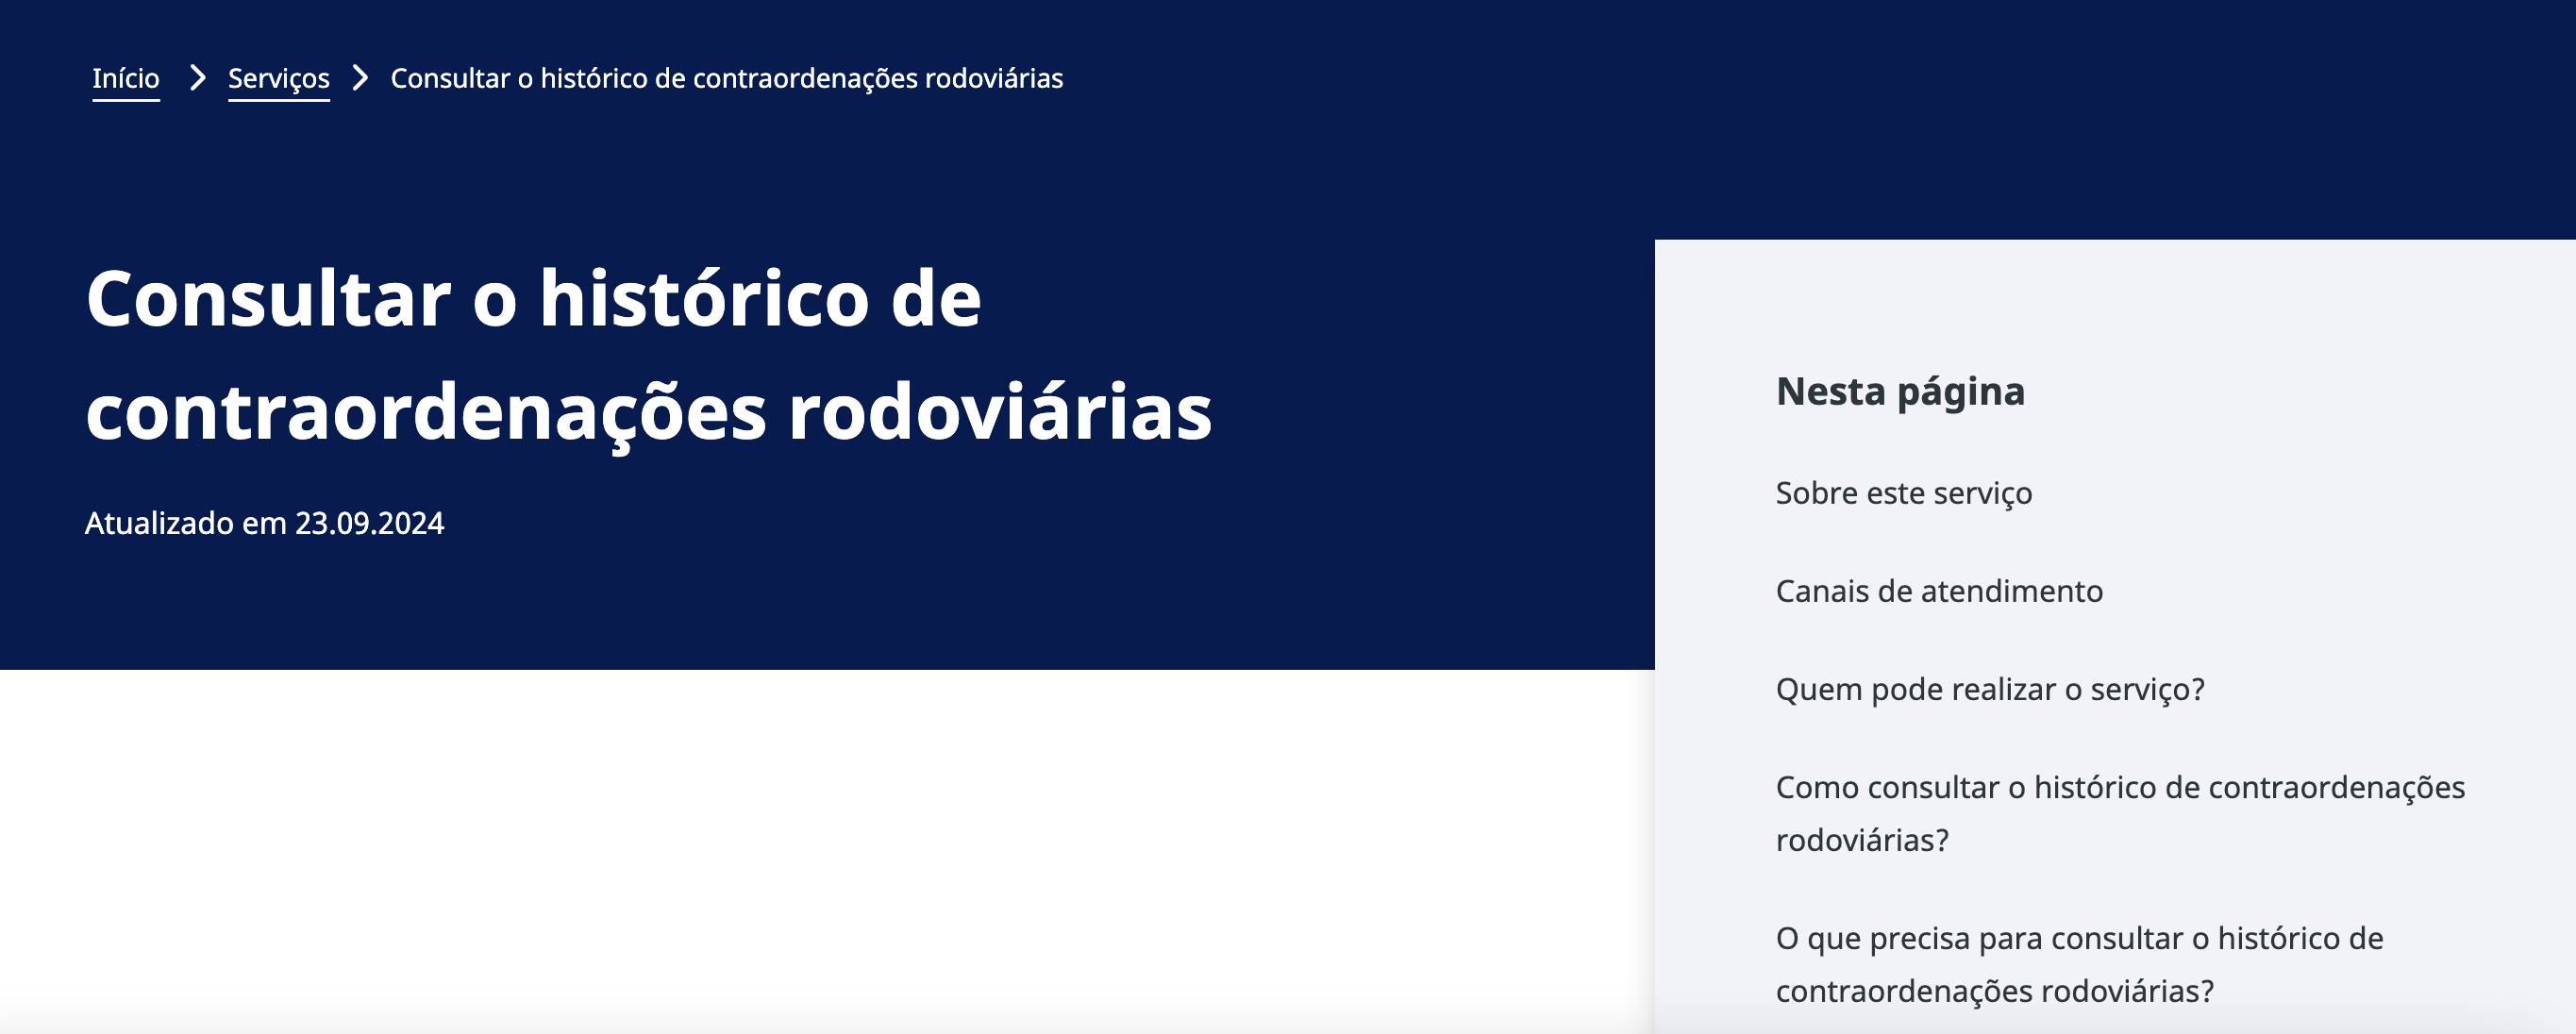 Início > Serviços > Consultar o histórico de contraordenações rodoviárias
Consultar o histórico de
contraordenações rodoviárias
Atualizado em 23.09.2024
Nesta página
Sobre este serviço
Canais de atendimento
Quem pode realizar o serviço?
Como consultar o histórico de contraordenações
rodoviárias?
O que precisa para consultar o histórico de
contraordenações rodoviárias?